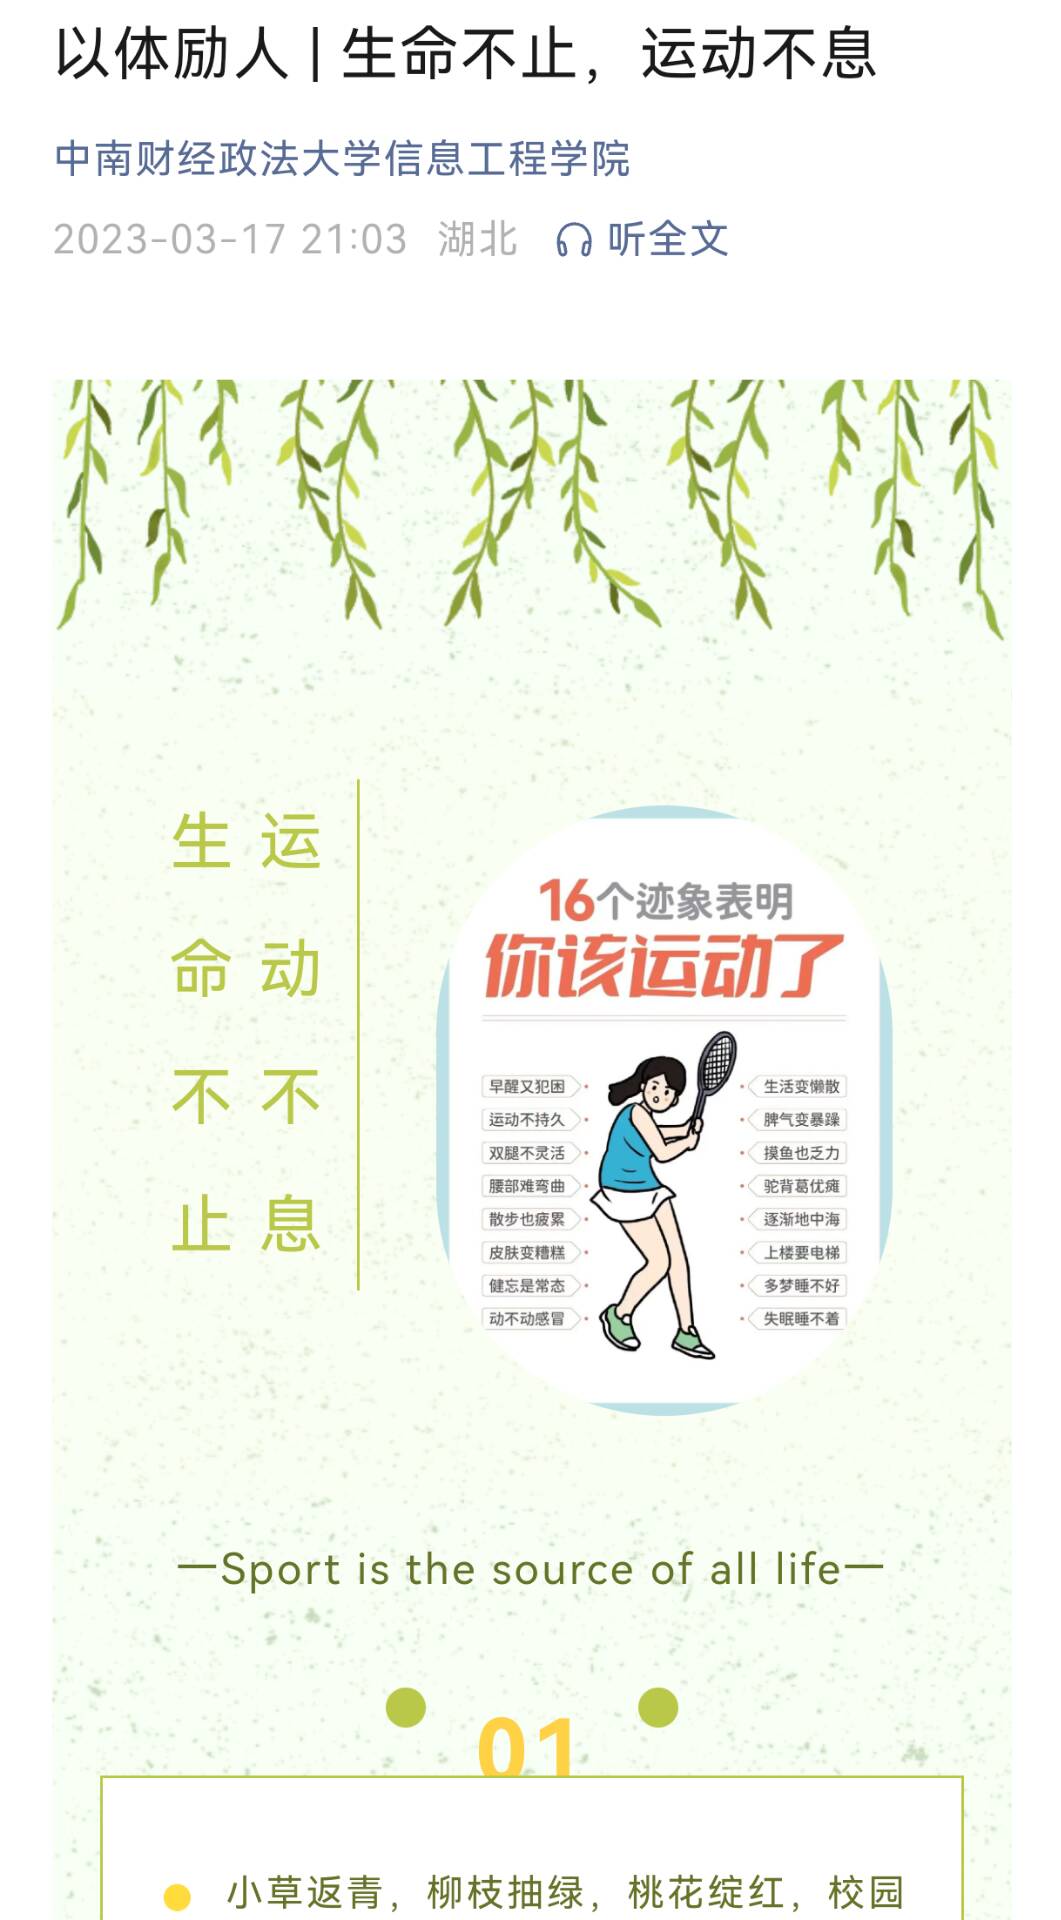 以体励人 | 生命不止，运动不息
中南财经政法大学信息工程学院
2023-03-17 21:03 湖北 听全文
生命不止
运动不息
16个迹象表明
你该运动了
早醒又犯困
运动不持久
双腿不灵活
腰部难弯曲
散步也疲累
皮肤变糟糕
健忘是常态
动不动感冒
生活变懒散
脾气变暴躁
摸鱼也乏力
驼背葛优瘫
逐渐地中海
上楼要电梯
多梦睡不好
失眠睡不着
—Sport is the source of all life—
01
小草返青，柳枝抽绿，桃花绽红，校园